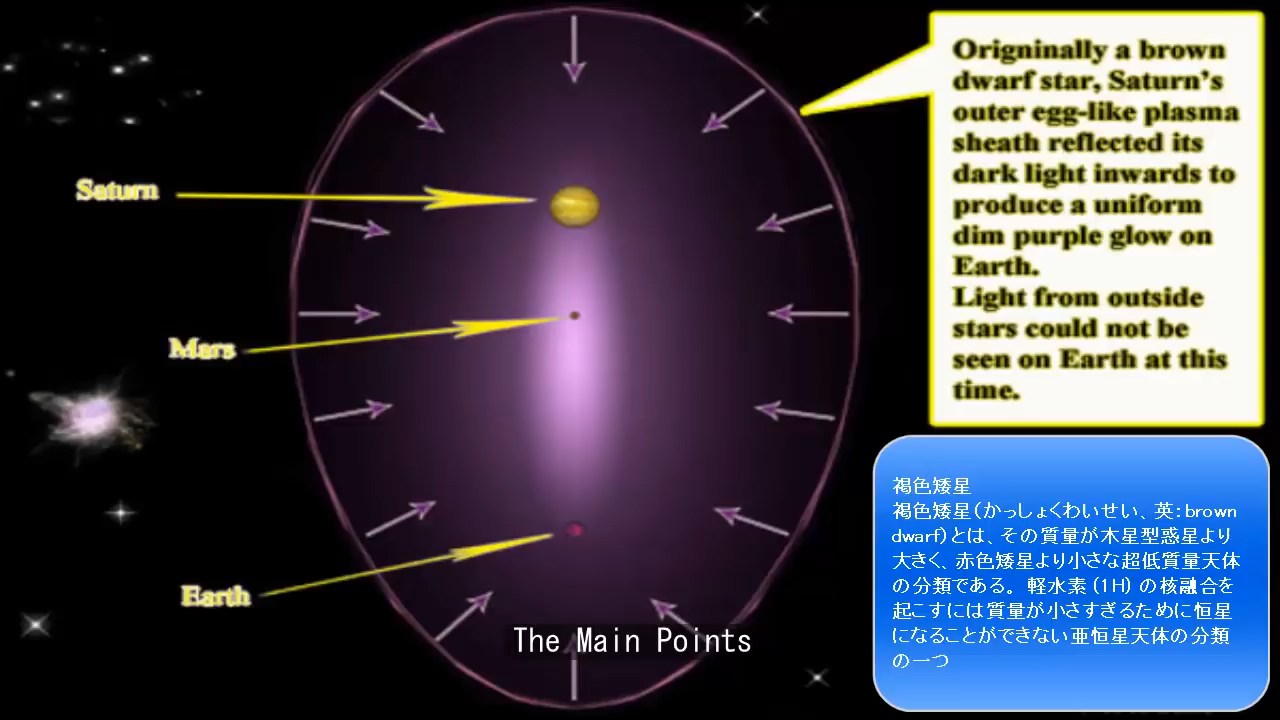 Origninally a brown
dwarf star, Saturn's
outer egg-like plasma
sheath reflected its
dark light inwards to
produce a uniform
dim purple glow on
Earth.
Light from outside
stars could not be
seen on Earth at this
time.
Saturn
Mars
Earth
The Main Points
褐色矮星
褐色矮星(かっしょくわいせい、英:brown
dwarf)とは、その質量が木星型惑星より
大きく、赤色矮星より小さな超低質量天体
の分類である。 軽水素 (1H) の核融合を
起こすには質量が小さすぎるために恒星
になることができない亜恒星天体の分類
の一つ